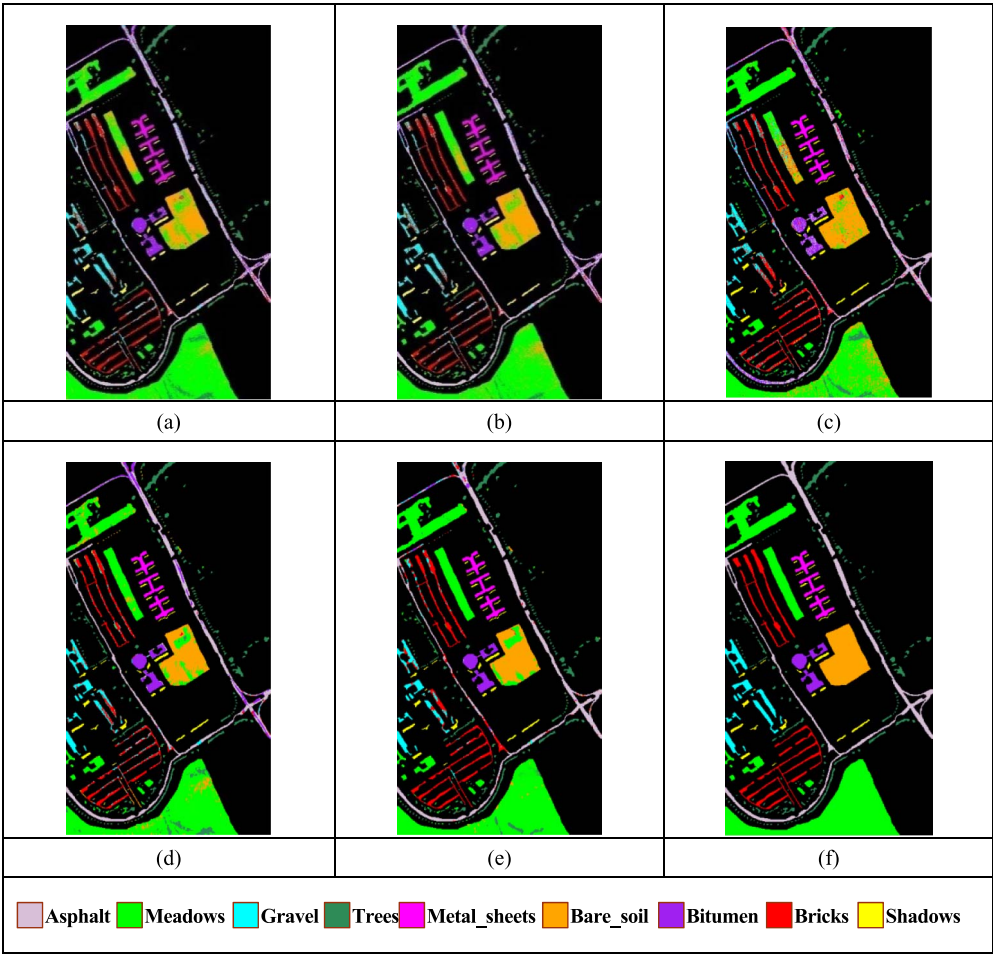 (a) (b) (c)
(d) (e) (f)
Asphalt Meadows Gravel Trees Metal_sheets Bare_soil Bitumen Bricks Shadows